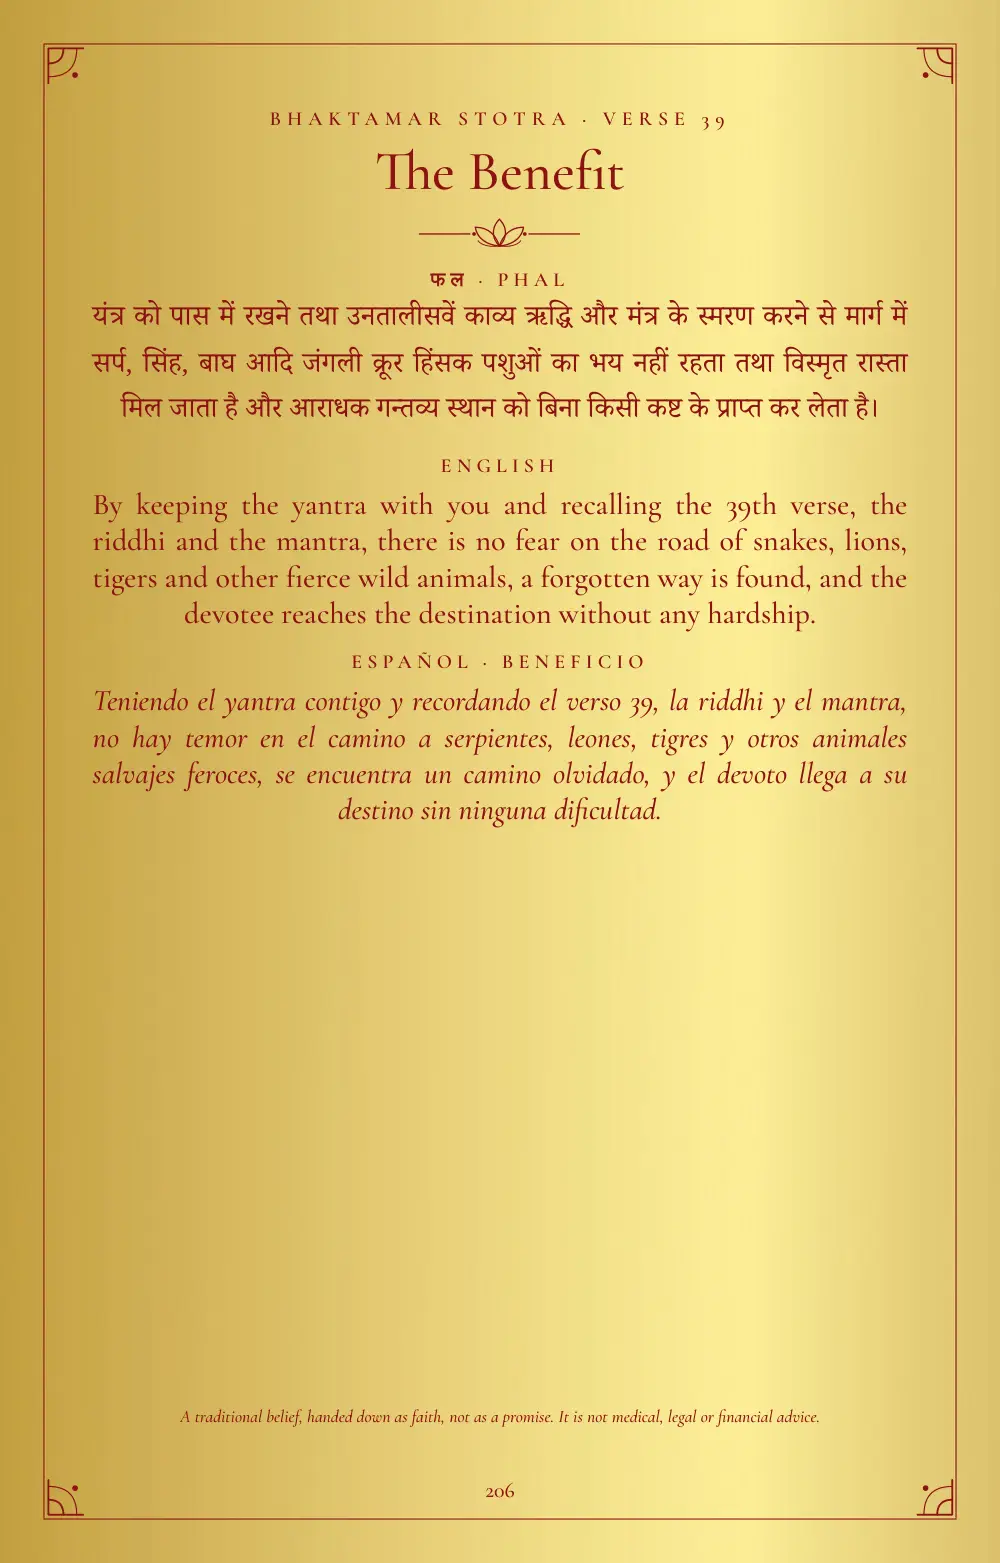 BHAKTAMAR STOTRA · VERSE 39
The Benefit
फल · PHAL
यंत्र को पास में रखने तथा उनतालीसवें काव्य ऋद्धि और मंत्र के स्मरण करने से मार्ग में
सर्प, सिंह, बाघ आदि जंगली क्रूर हिंसक पशुओं का भय नहीं रहता तथा विस्मृत रास्ता
मिल जाता है और आराधक गन्तव्य स्थान को बिना किसी कष्ट के प्राप्त कर लेता है।
ENGLISH
By keeping the yantra with you and recalling the 39th verse, the
riddhi and the mantra, there is no fear on the road of snakes, lions,
tigers and other fierce wild animals, a forgotten way is found, and the
devotee reaches the destination without any hardship.
ESPAÑOL · BENEFICIO
Teniendo el yantra contigo y recordando el verso 39, la riddhi y el mantra,
no hay temor en el camino a serpientes, leones, tigres y otros animales
salvajes feroces, se encuentra un camino olvidado, y el devoto llega a su
destino sin ninguna dificultad.
A traditional belief, handed down as faith, not as a promise. It is not medical, legal or financial advice.
206